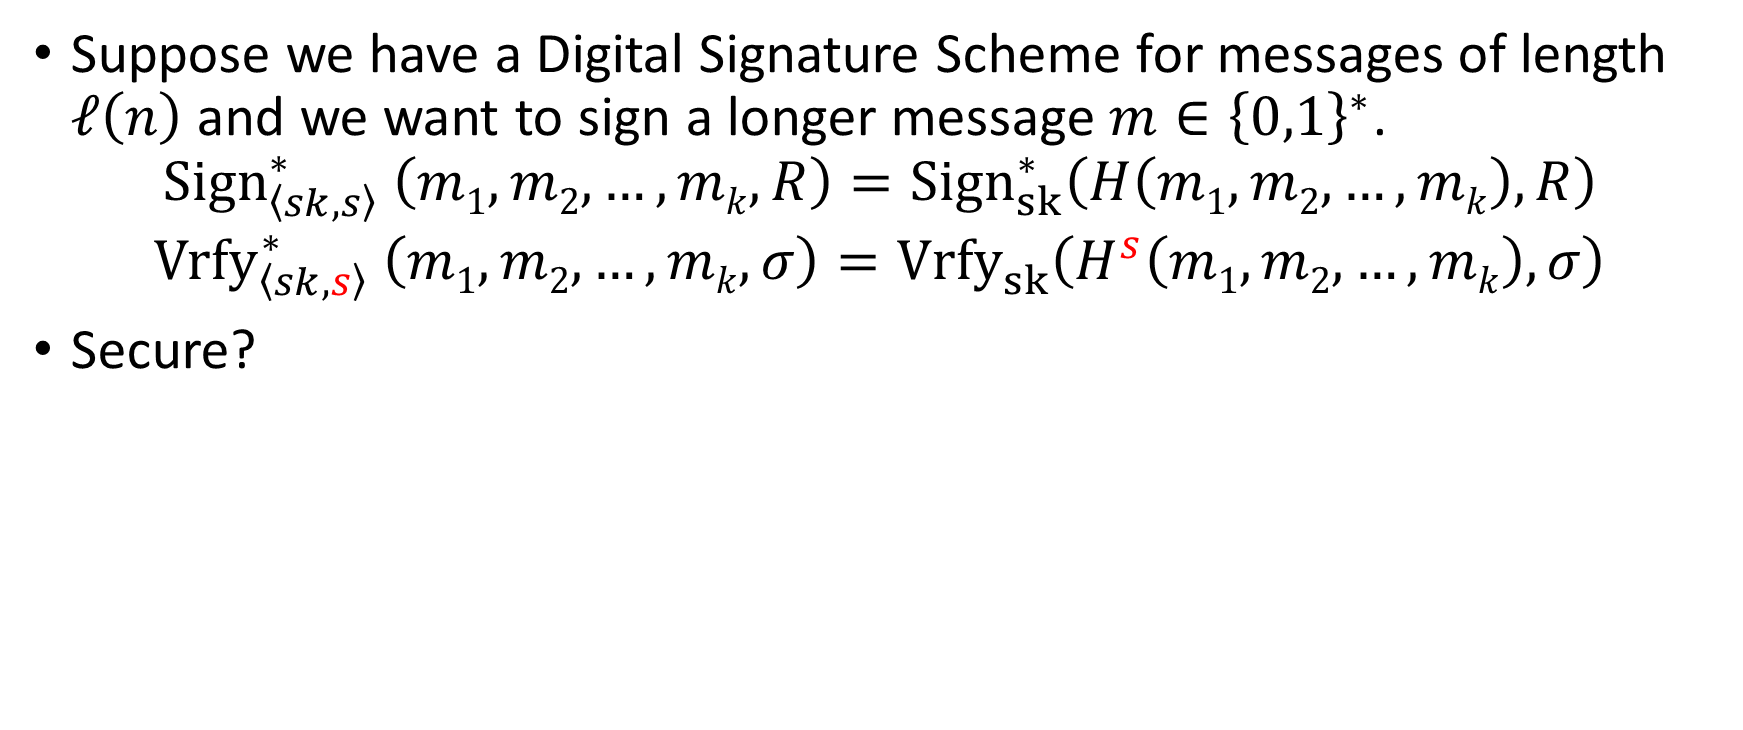 • Suppose we have a Digital Signature Scheme for messages of length
ℓ(n) and we want to sign a longer message m ∈ {0,1}*.
Sign*⟨sk,s⟩ (m₁, m₂, … , mₖ, R) = Sign*sk(H(m₁, m₂, … , mₖ), R)
Vrfy*⟨sk,s⟩ (m₁, m₂, … , mₖ, σ) = Vrfysk(Hˢ(m₁, m₂, … , mₖ), σ)
• Secure?